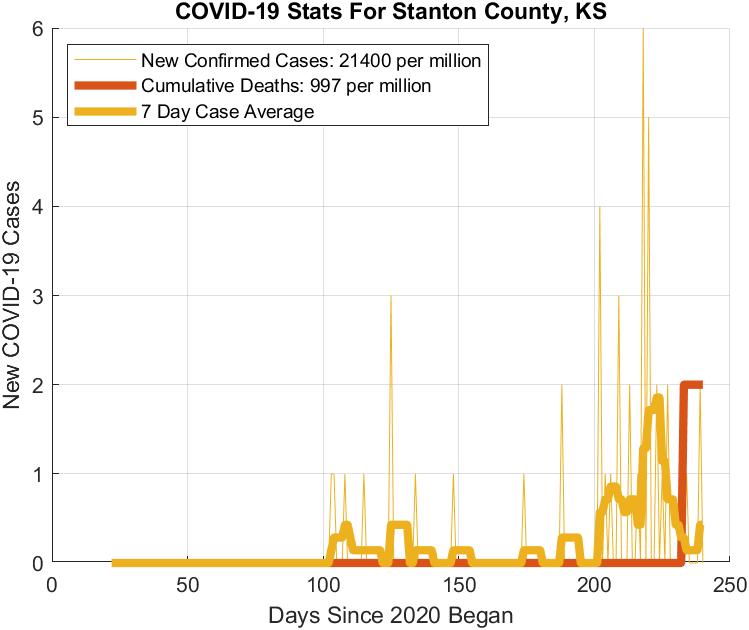 COVID-19 Stats For Stanton County, KS
New Confirmed Cases: 21400 per million
Cumulative Deaths: 997 per million
7 Day Case Average
New COVID-19 Cases
6
5
4
3
2
1
0
0 50 100 150 200 250
Days Since 2020 Began